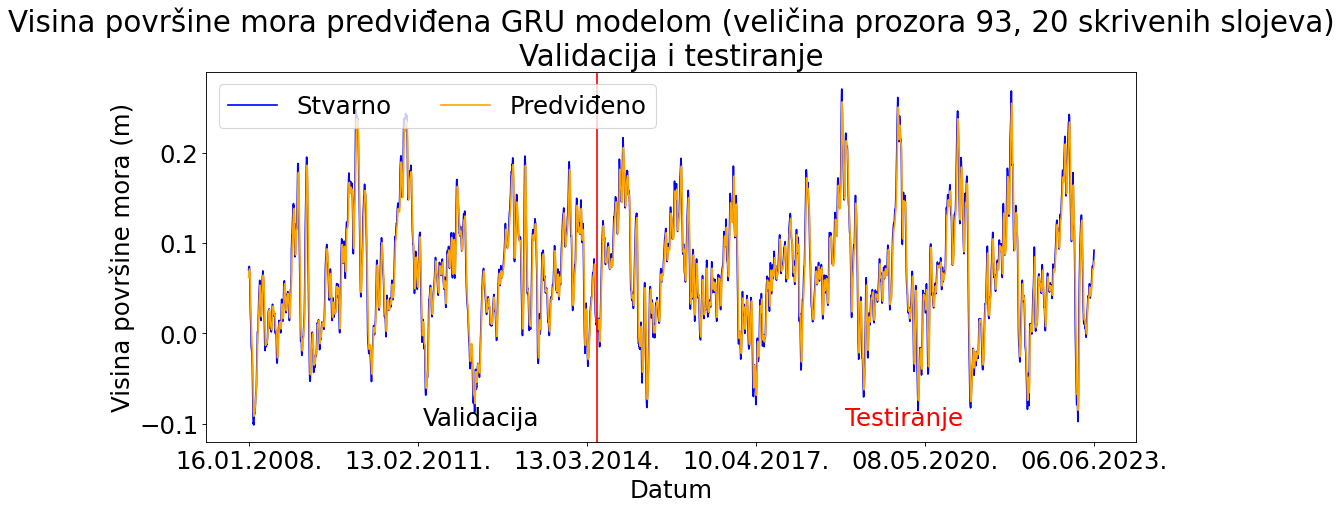 Visina površine mora predviđena GRU modelom (veličina prozora 93, 20 skrivenih slojeva)
Validacija i testiranje
Stvarno
Predviđeno
Visina površine mora (m)
0.2
0.1
0.0
−0.1
Validacija
Testiranje
16.01.2008.
13.02.2011.
13.03.2014.
10.04.2017.
08.05.2020.
06.06.2023.
Datum